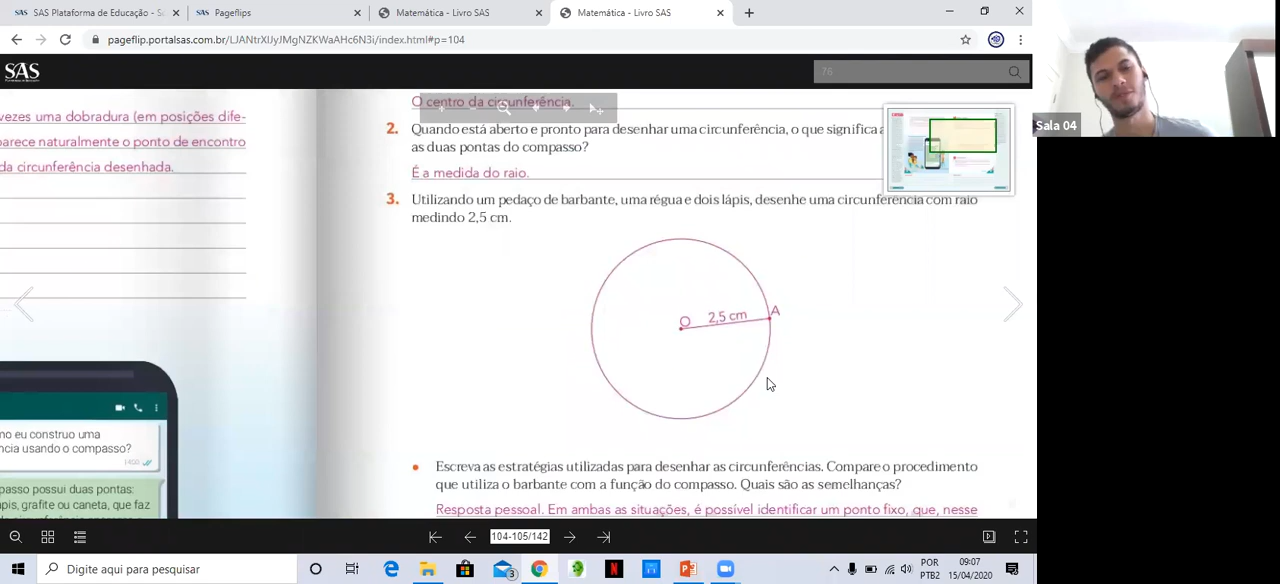 SAS Plataforma de Educação - S
Pageflips
Matemática - Livro SAS
Matemática - Livro SAS
pageflip.portalsas.com.br/LJANtrXlJyJMgNZKWaAHc6N3i/index.html#p=104
SAS
76
vezes uma dobradura (em posições dife-
parece naturalmente o ponto de encontro
da circunferência desenhada.
O centro da circunferência.
2. Quando está aberto e pronto para desenhar uma circunferência, o que significa a
as duas pontas do compasso?
É a medida do raio.
3. Utilizando um pedaço de barbante, uma régua e dois lápis, desenhe uma circunferência com raio
medindo 2,5 cm.
O 2,5 cm A
• Escreva as estratégias utilizadas para desenhar as circunferências. Compare o procedimento
que utiliza o barbante com a função do compasso. Quais são as semelhanças?
Resposta pessoal. Em ambas as situações, é possível identificar um ponto fixo, que, nesse
mo eu construo uma
ncia usando o compasso?
passo possui duas pontas:
pis, grafite ou caneta, que faz
104-105/142
Sala 04
Digite aqui para pesquisar
3
POR
PTB2
09:07
15/04/2020